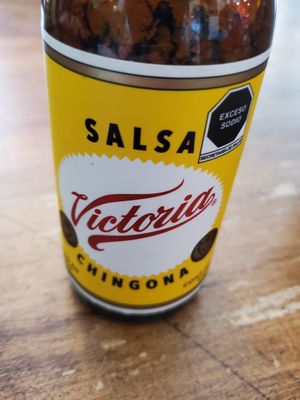 EXCESO
SODIO
SALSA
Victoria
CHINGONA